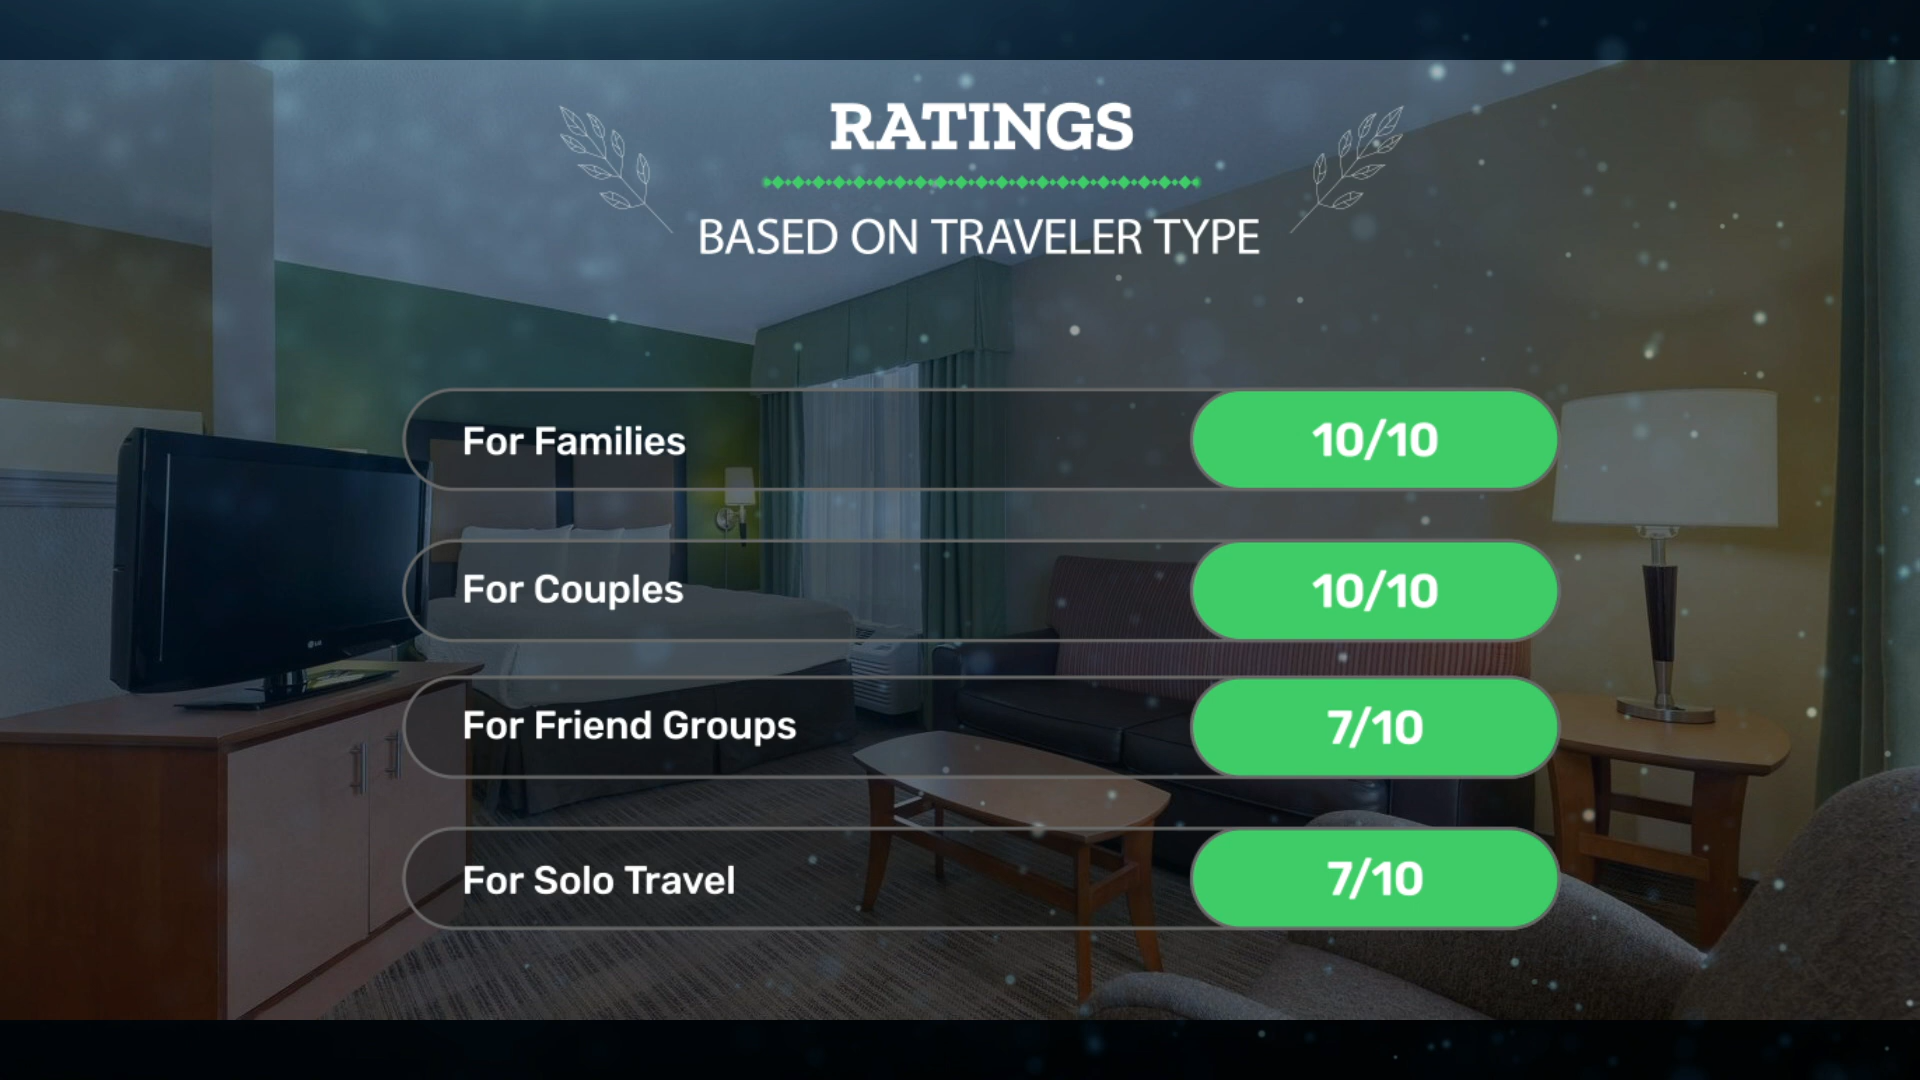 RATINGS
BASED ON TRAVELER TYPE
For Families 10/10
For Couples 10/10
For Friend Groups 7/10
For Solo Travel 7/10